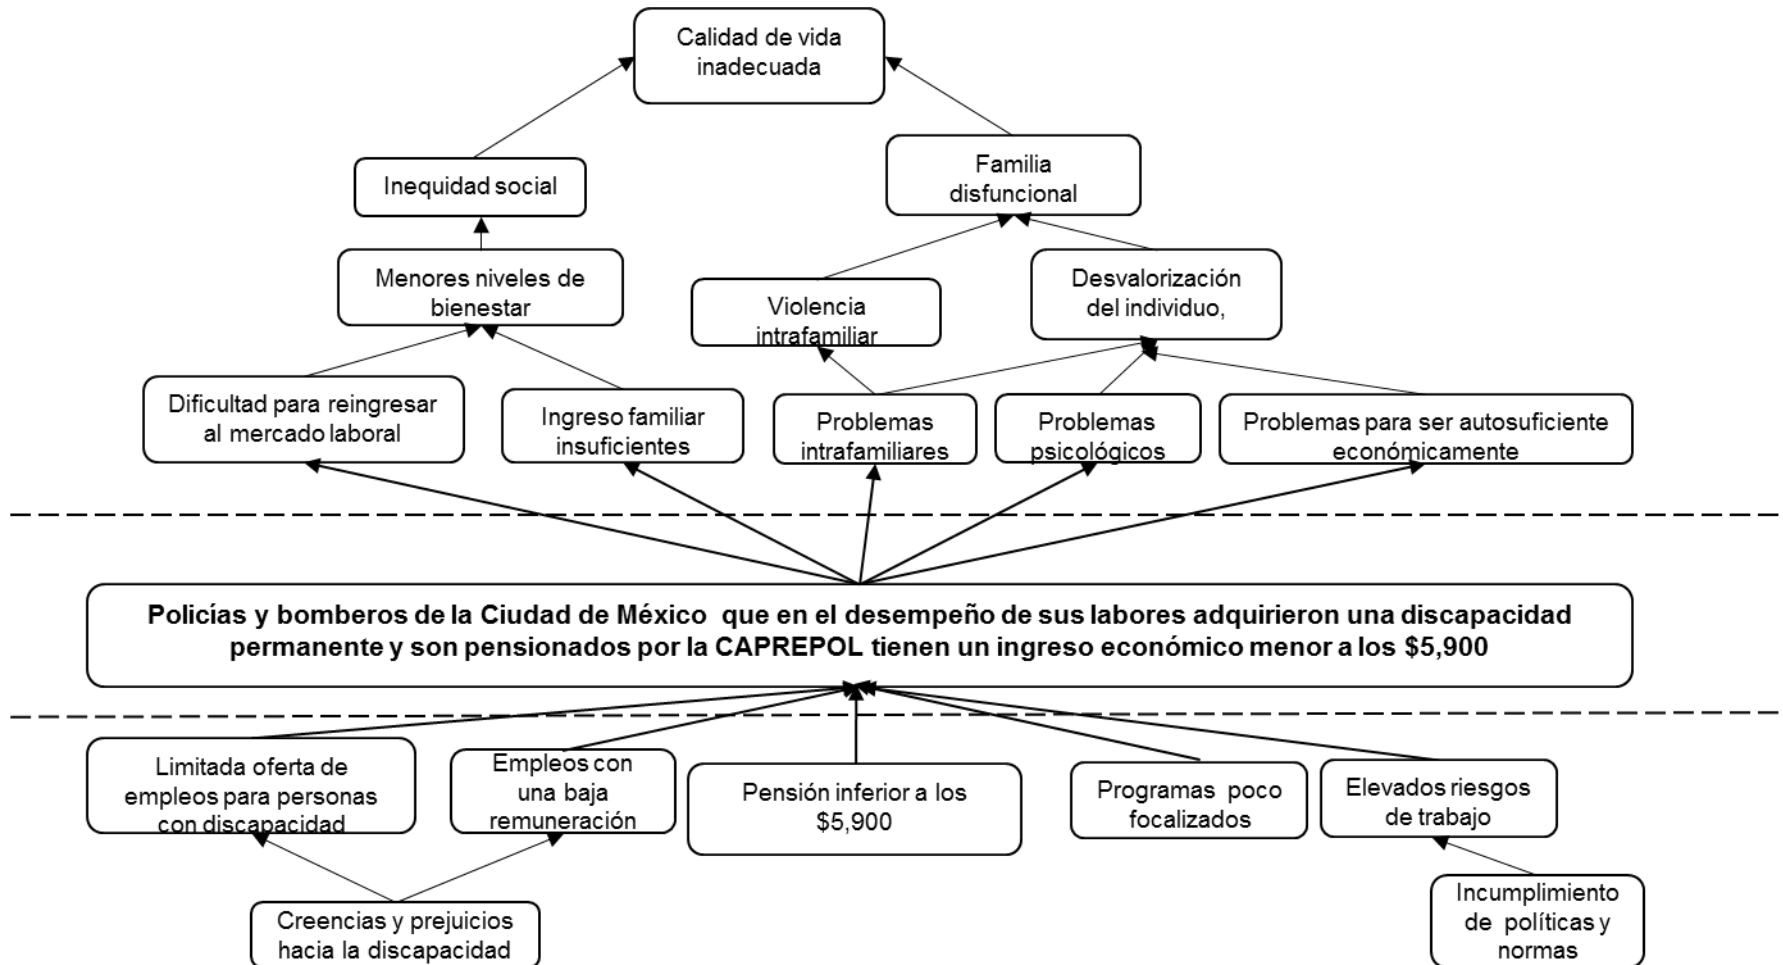 Calidad de vida
inadecuada
Inequidad social
Familia
disfuncional
Menores niveles de
bienestar
Violencia
intrafamiliar
Desvalorización
del individuo,
Dificultad para reingresar
al mercado laboral
Ingreso familiar
insuficientes
Problemas
intrafamiliares
Problemas
psicológicos
Problemas para ser autosuficiente
económicamente
Policías y bomberos de la Ciudad de México que en el desempeño de sus labores adquirieron una discapacidad
permanente y son pensionados por la CAPREPOL tienen un ingreso económico menor a los $5,900
Limitada oferta de
empleos para personas
con discapacidad
Empleos con
una baja
remuneración
Pensión inferior a los
$5,900
Programas poco
focalizados
Elevados riesgos
de trabajo
Creencias y prejuicios
hacia la discapacidad
Incumplimiento
de políticas y
normas